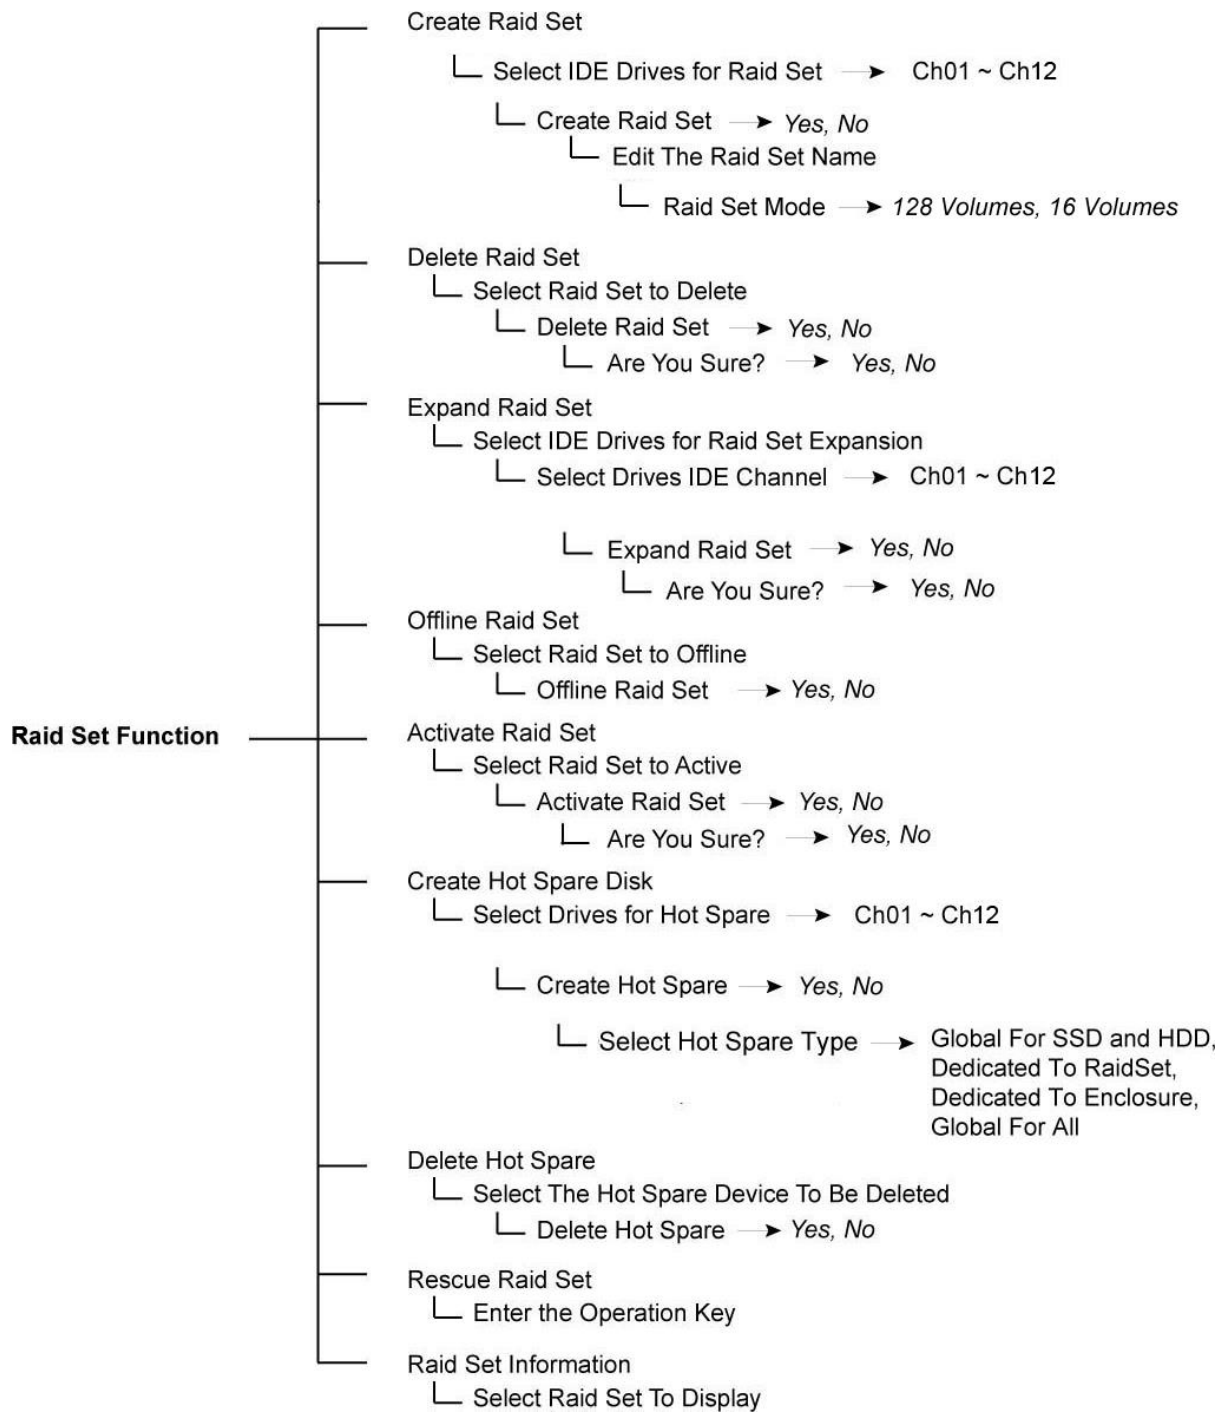 Create Raid Set
Select IDE Drives for Raid Set Ch01 ~ Ch12
Create Raid Set Yes, No
Edit The Raid Set Name
Raid Set Mode 128 Volumes, 16 Volumes
Delete Raid Set
Select Raid Set to Delete
Delete Raid Set Yes, No
Are You Sure? Yes, No
Expand Raid Set
Select IDE Drives for Raid Set Expansion
Select Drives IDE Channel Ch01 ~ Ch12
Expand Raid Set Yes, No
Are You Sure? Yes, No
Offline Raid Set
Select Raid Set to Offline
Offline Raid Set Yes, No
Raid Set Function
Activate Raid Set
Select Raid Set to Active
Activate Raid Set Yes, No
Are You Sure? Yes, No
Create Hot Spare Disk
Select Drives for Hot Spare Ch01 ~ Ch12
Create Hot Spare Yes, No
Select Hot Spare Type Global For SSD and HDD,
Dedicated To RaidSet,
Dedicated To Enclosure,
Global For All
Delete Hot Spare
Select The Hot Spare Device To Be Deleted
Delete Hot Spare Yes, No
Rescue Raid Set
Enter the Operation Key
Raid Set Information
Select Raid Set To Display